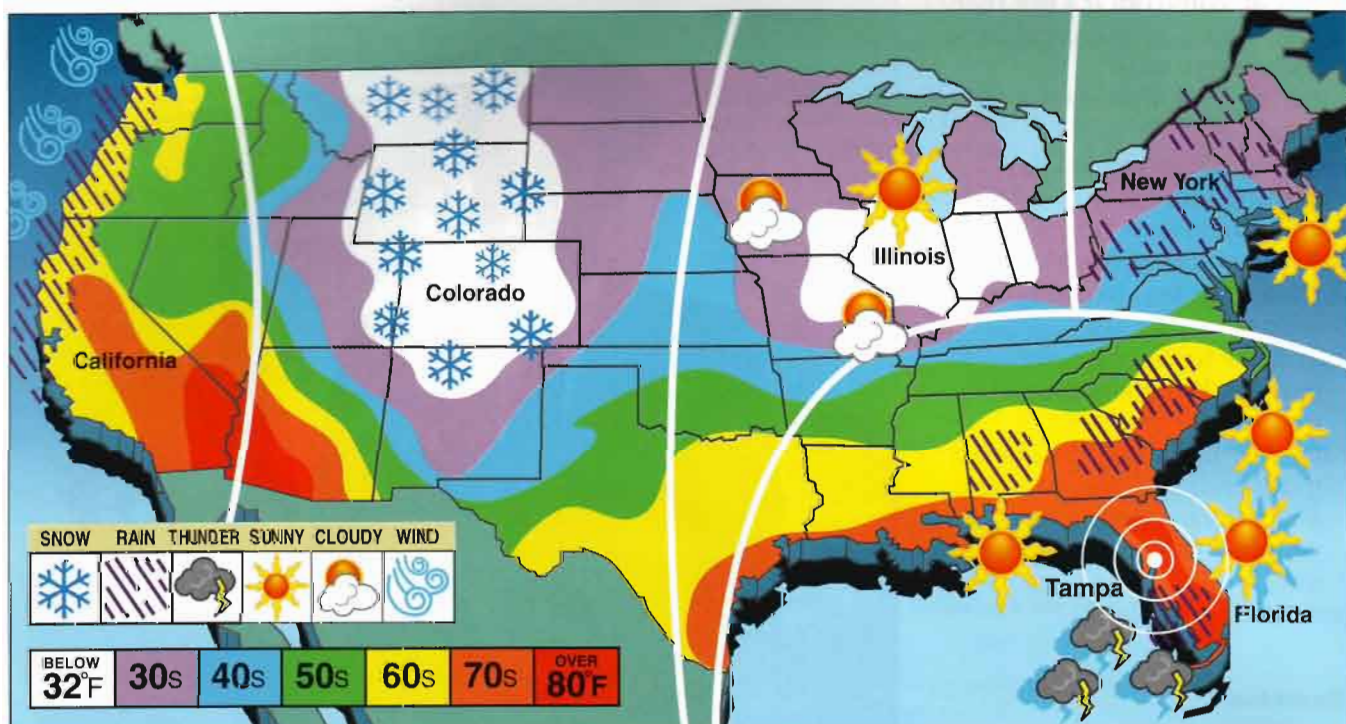 New York
Illinois
Colorado
California
Tampa
Florida
SNOW RAIN THUNDER SUNNY CLOUDY WIND
BELOW 32°F 30s 40s 50s 60s 70s OVER 80°F